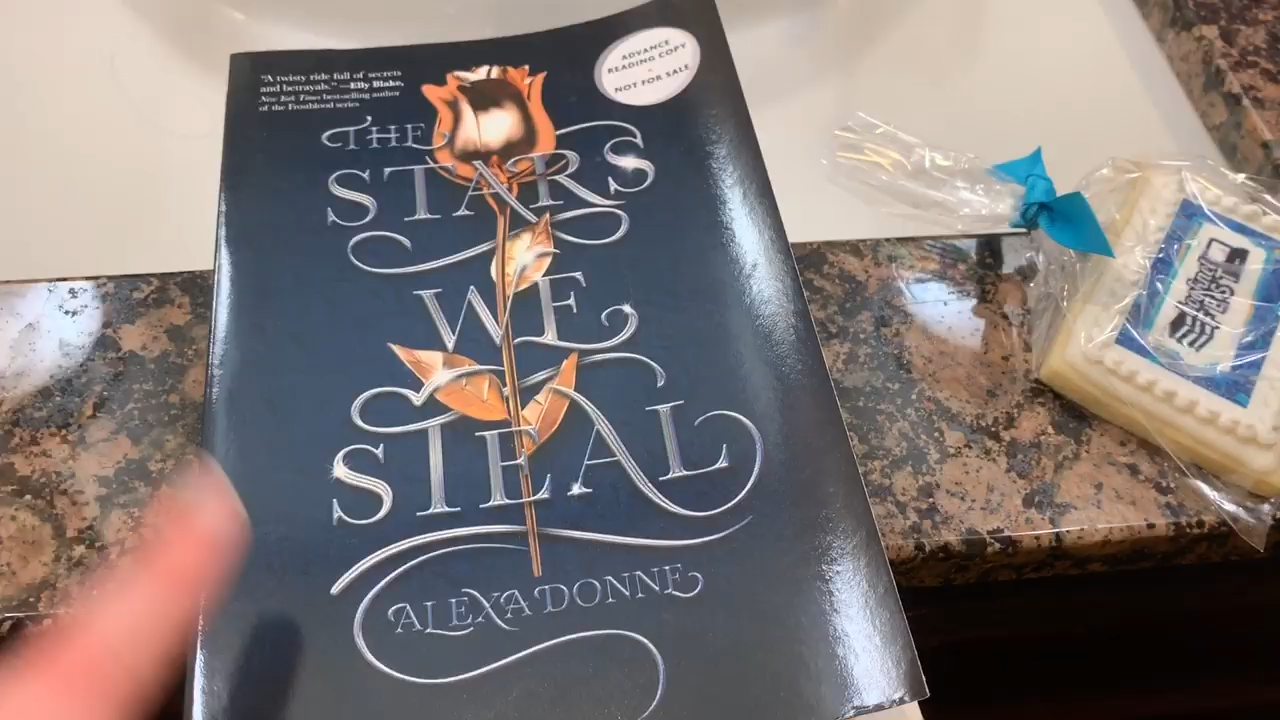 "A twisty ride full of secrets
and betrayals." —Elly Blake,
New York Times best-selling author
of the Frostblood series
ADVANCE
READING COPY
NOT FOR SALE
THE
STARS
WE
STEAL
ALEXA DONNE